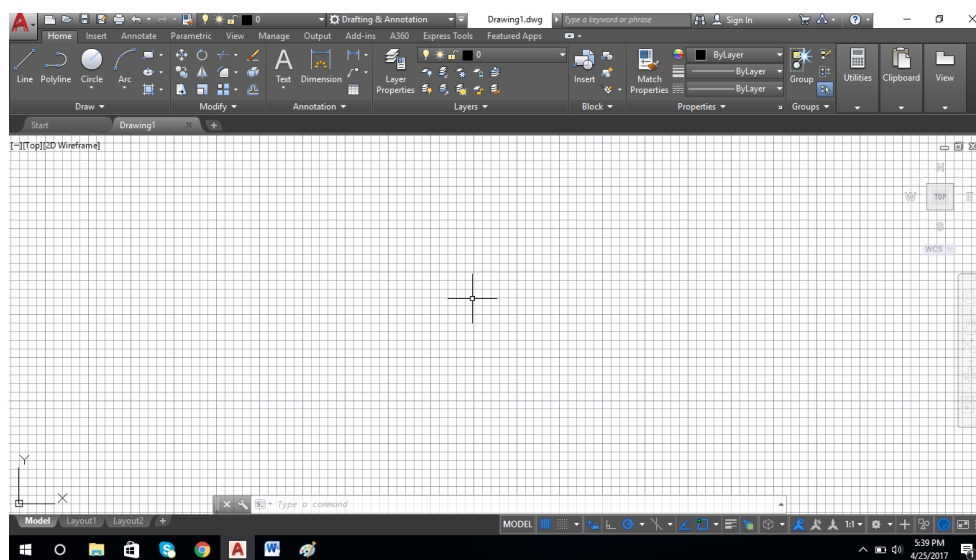 A
0
Drafting & Annotation
Drawing1.dwg
Type a keyword or phrase
Sign In
Home Insert Annotate Parametric View Manage Output Add-ins A360 Express Tools Featured Apps
Line Polyline Circle Arc
Text Dimension
Layer Properties
0
Insert
Match Properties
ByLayer
ByLayer
ByLayer
Group
Utilities
Clipboard
View
Draw Modify Annotation Layers Block Properties Groups
Start Drawing1
[−][Top][2D Wireframe]
N
W TOP E
S
WCS
Y
X
Type a command
Model Layout1 Layout2 +
MODEL
1:1
5:39 PM
4/25/2017